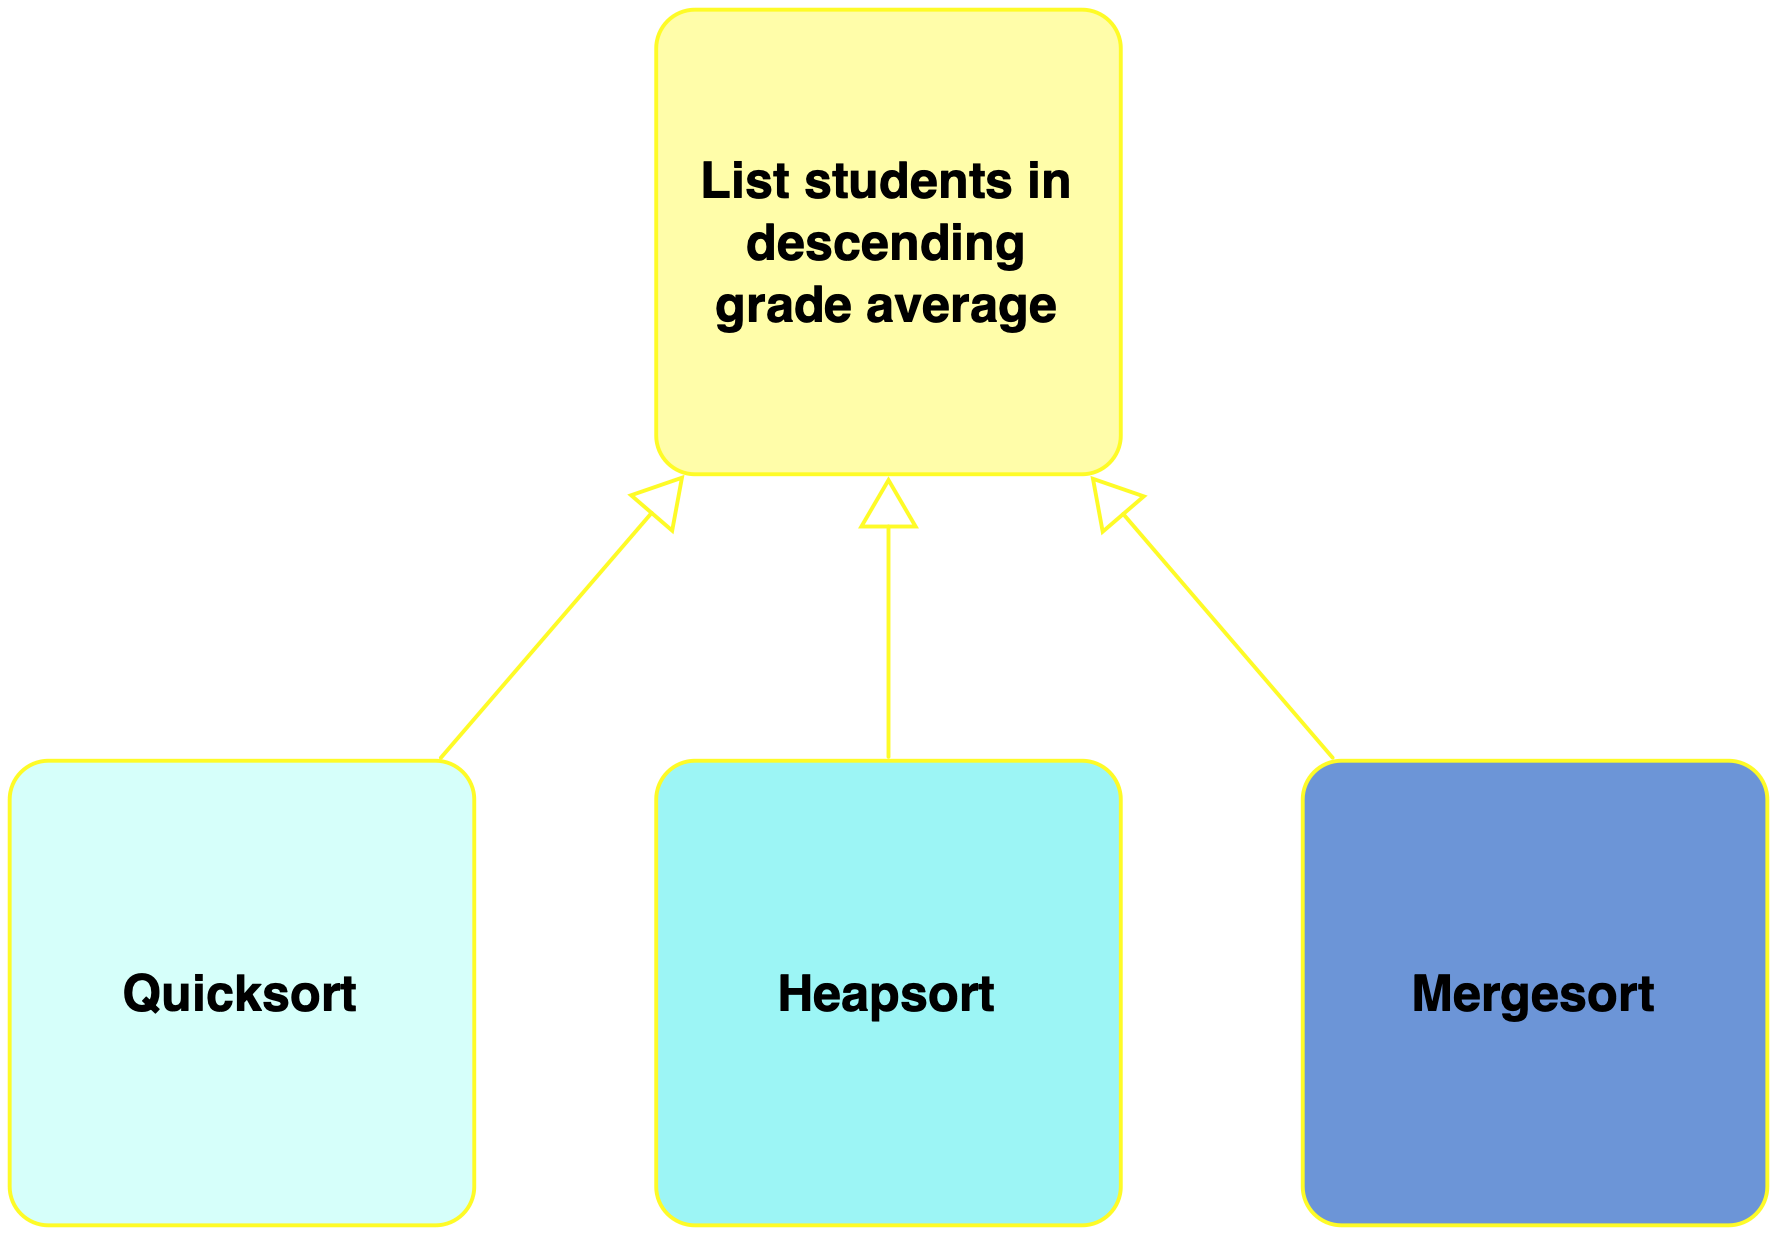 List students in
descending
grade average
Quicksort
Heapsort
Mergesort